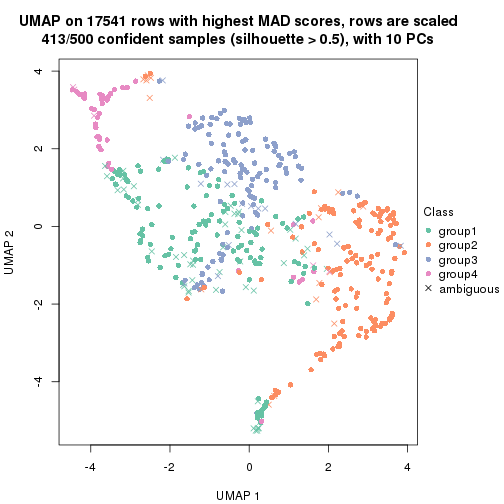 UMAP on 17541 rows with highest MAD scores, rows are scaled
413/500 confident samples (silhouette > 0.5), with 10 PCs
4
2
0
-2
-4
UMAP 2
-4
-2
0
2
4
UMAP 1
Class
group1
group2
group3
group4
ambiguous